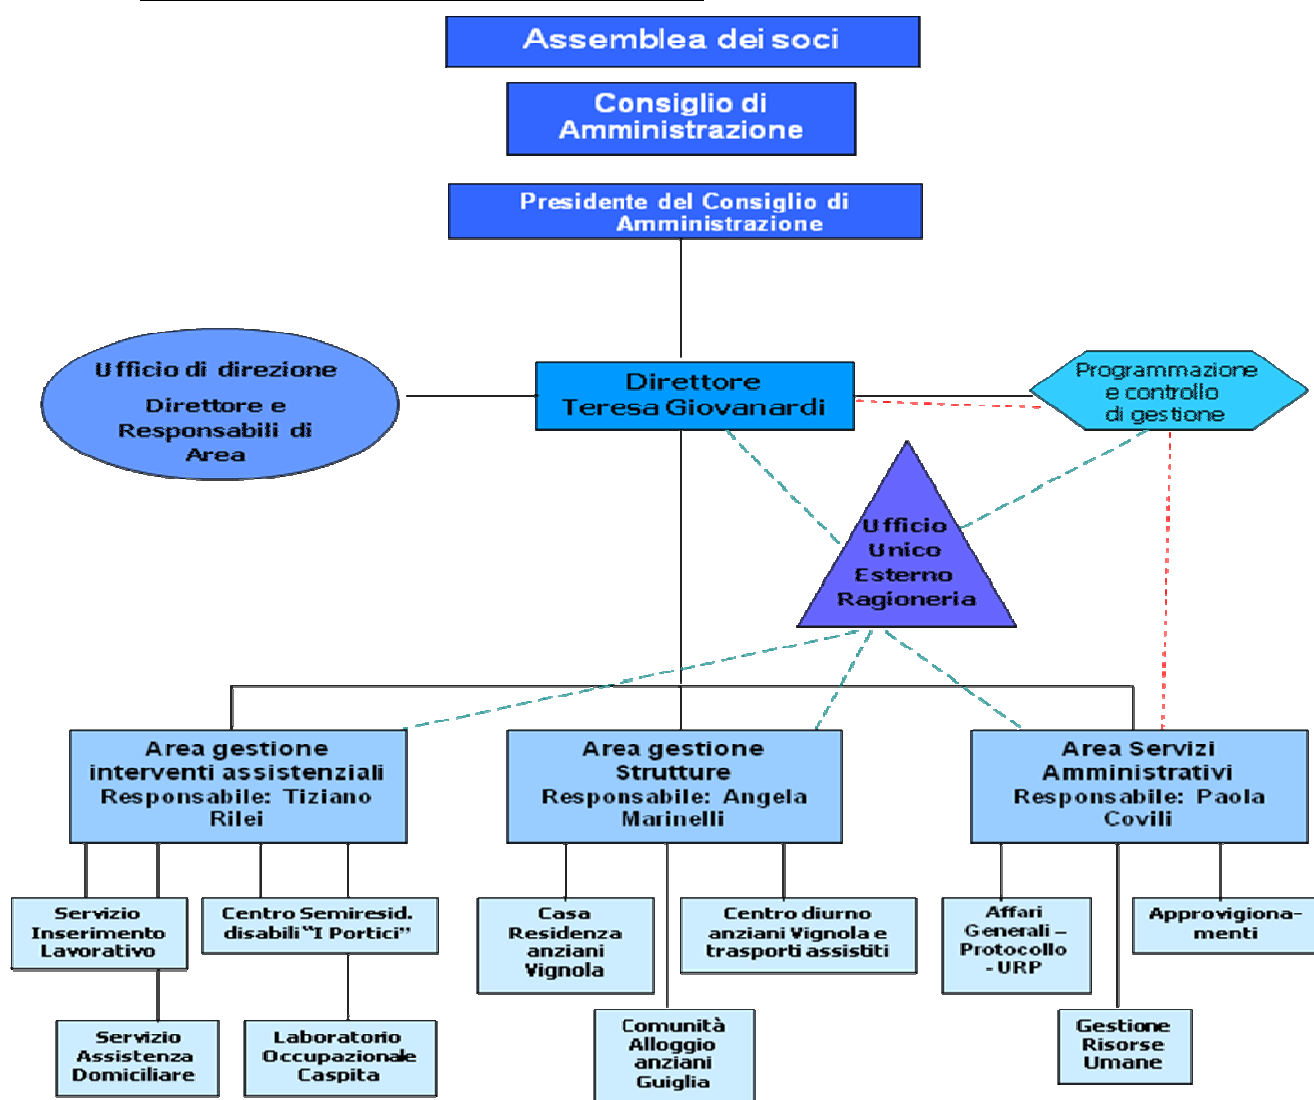 Assemblea dei soci
Consiglio di
Amministrazione
Presidente del Consiglio di
Amministrazione
Ufficio di direzione
Direttore e
Responsabili di
Area
Direttore
Teresa Giovanardi
Programmazione
e controllo
di gestione
Ufficio
Unico
Esterno
Ragioneria
Area gestione
interventi assistenziali
Responsabile: Tiziano
Rilei
Area gestione
Strutture
Responsabile: Angela
Marinelli
Area Servizi
Amministrativi
Responsabile: Paola
Covili
Servizio
Inserimento
Lavorativo
Centro Semiresid.
disabili "I Portici"
Casa
Residenza
anziani
Vignola
Centro diurno
anziani Vignola e
trasporti assistiti
Affari
Generali –
Protocollo
- URP
Approvigiona-
menti
Servizio
Assistenza
Domiciliare
Laboratorio
Occupazionale
Caspita
Comunità
Alloggio
anziani
Guiglia
Gestione
Risorse
Umane